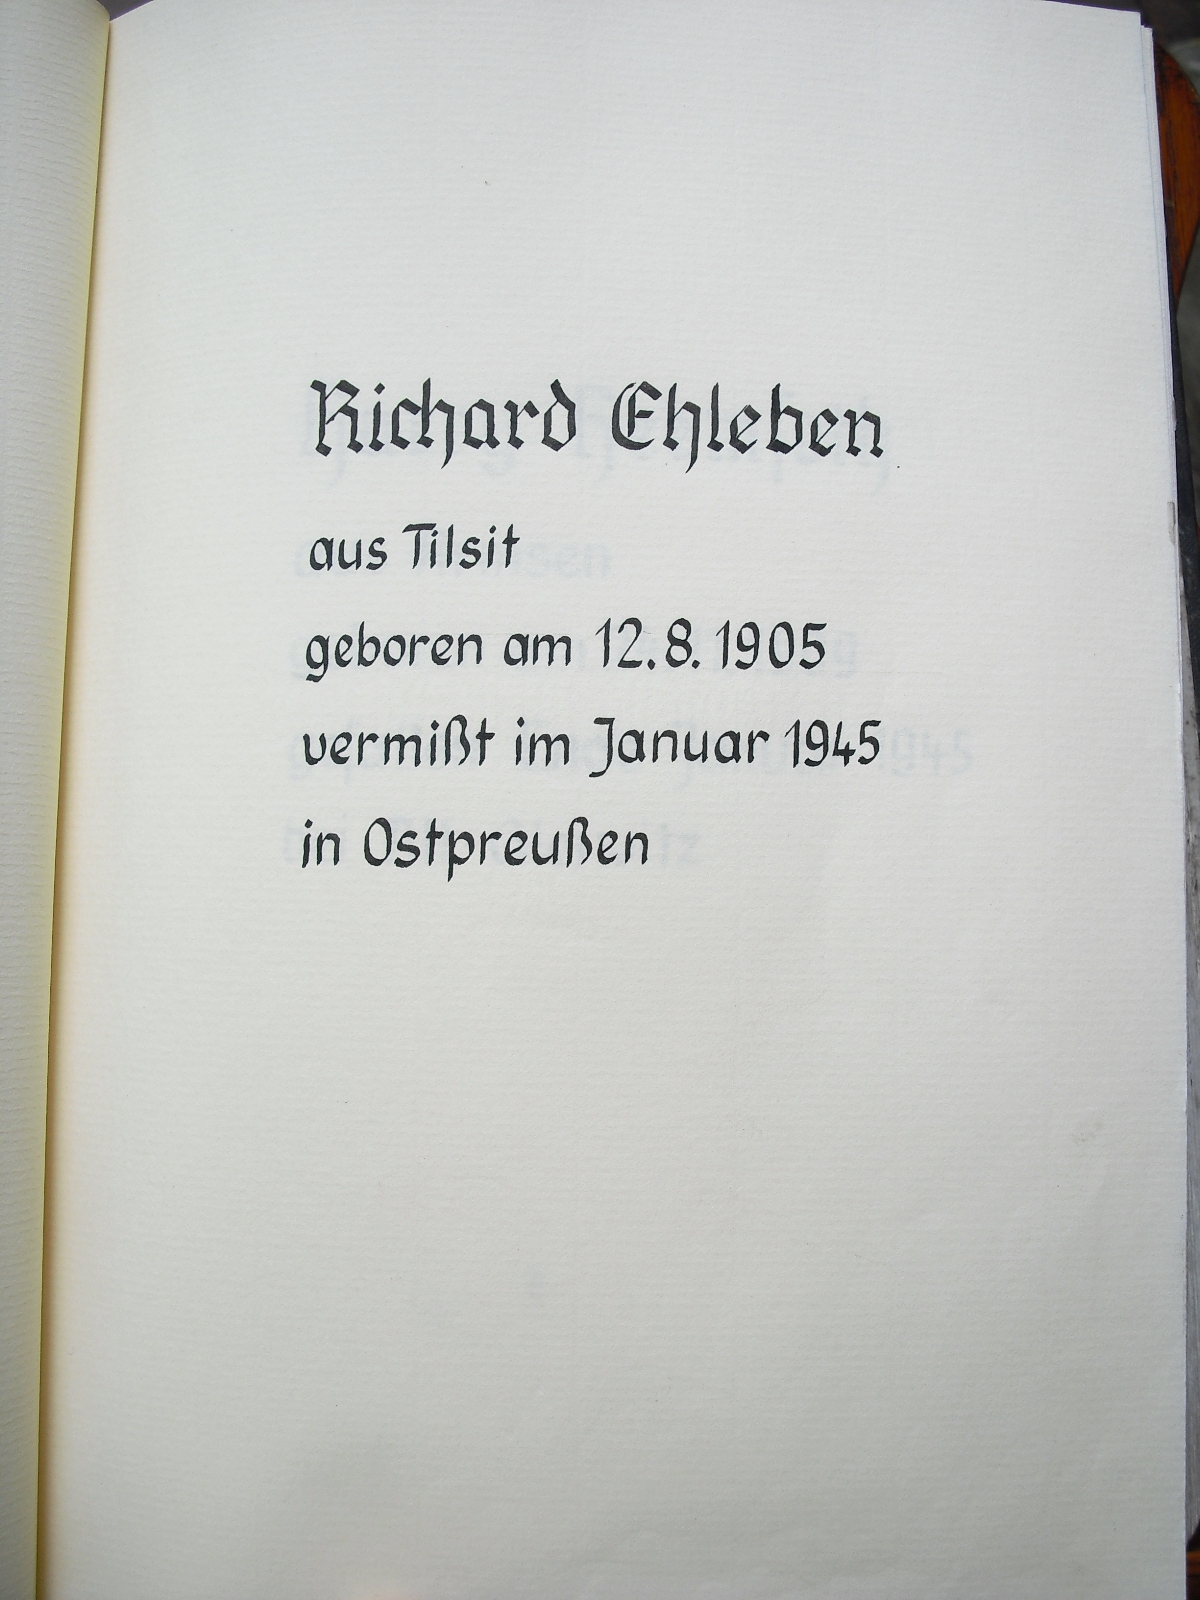 Richard Ehleben
aus Tilsit
geboren am 12.8.1905
vermißt im Januar 1945
in Ostpreußen